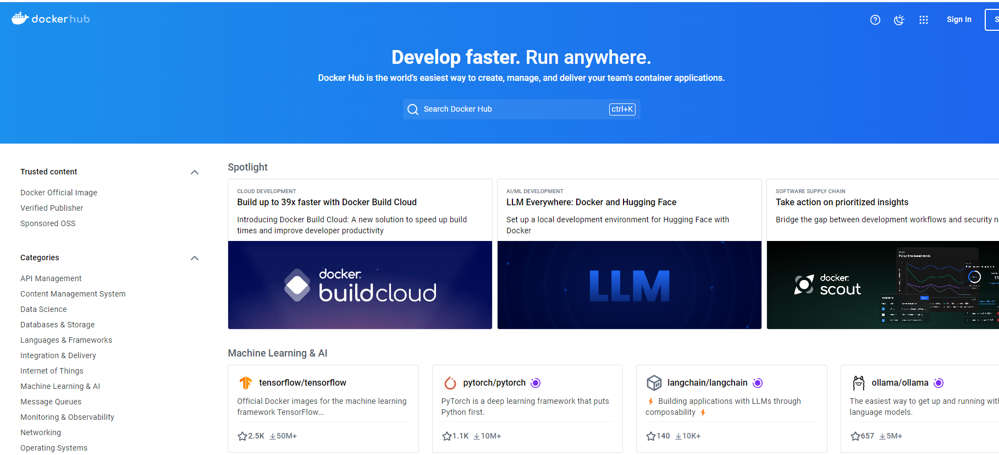 dockerhub
Sign In
S
Develop faster. Run anywhere.
Docker Hub is the world's easiest way to create, manage, and deliver your team's container applications.
Search Docker Hub
ctrl+K
Trusted content
Docker Official Image
Verified Publisher
Sponsored OSS
Categories
API Management
Content Management System
Data Science
Databases & Storage
Languages & Frameworks
Integration & Delivery
Internet of Things
Machine Learning & AI
Message Queues
Monitoring & Observability
Networking
Operating Systems
Spotlight
CLOUD DEVELOPMENT
Build up to 39x faster with Docker Build Cloud
Introducing Docker Build Cloud: A new solution to speed up build
times and improve developer productivity
docker.
buildcloud
AI/ML DEVELOPMENT
LLM Everywhere: Docker and Hugging Face
Set up a local development environment for Hugging Face with
Docker
LLM
SOFTWARE SUPPLY CHAIN
Take action on prioritized insights
Bridge the gap between development workflows and security n
docker.
scout
Policy time based trends
Machine Learning & AI
tensorflow/tensorflow
Official Docker images for the machine learning
framework TensorFlow...
2.5K 50M+
pytorch/pytorch
PyTorch is a deep learning framework that puts
Python first.
1.1K 10M+
langchain/langchain
⚡ Building applications with LLMs through
composability ⚡
140 10K+
ollama/ollama
The easiest way to get up and running with
language models.
657 5M+